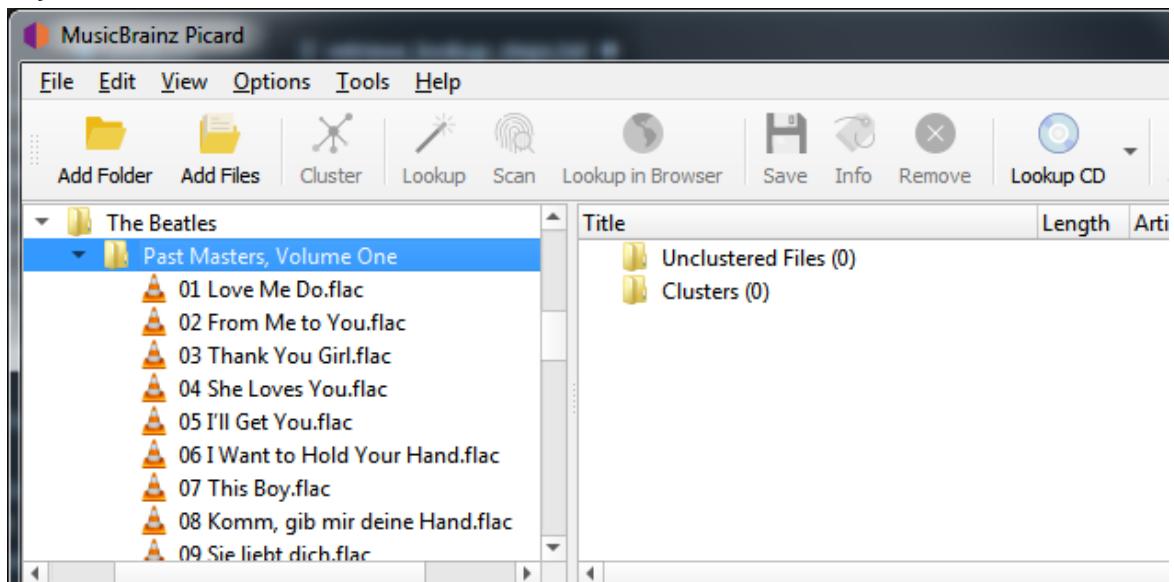 MusicBrainz Picard
File Edit View Options Tools Help
Add Folder Add Files Cluster Lookup Scan Lookup in Browser Save Info Remove Lookup CD
The Beatles
Past Masters, Volume One
01 Love Me Do.flac
02 From Me to You.flac
03 Thank You Girl.flac
04 She Loves You.flac
05 I'll Get You.flac
06 I Want to Hold Your Hand.flac
07 This Boy.flac
08 Komm, gib mir deine Hand.flac
09 Sie liebt dich.flac
Title Length Arti
Unclustered Files (0)
Clusters (0)